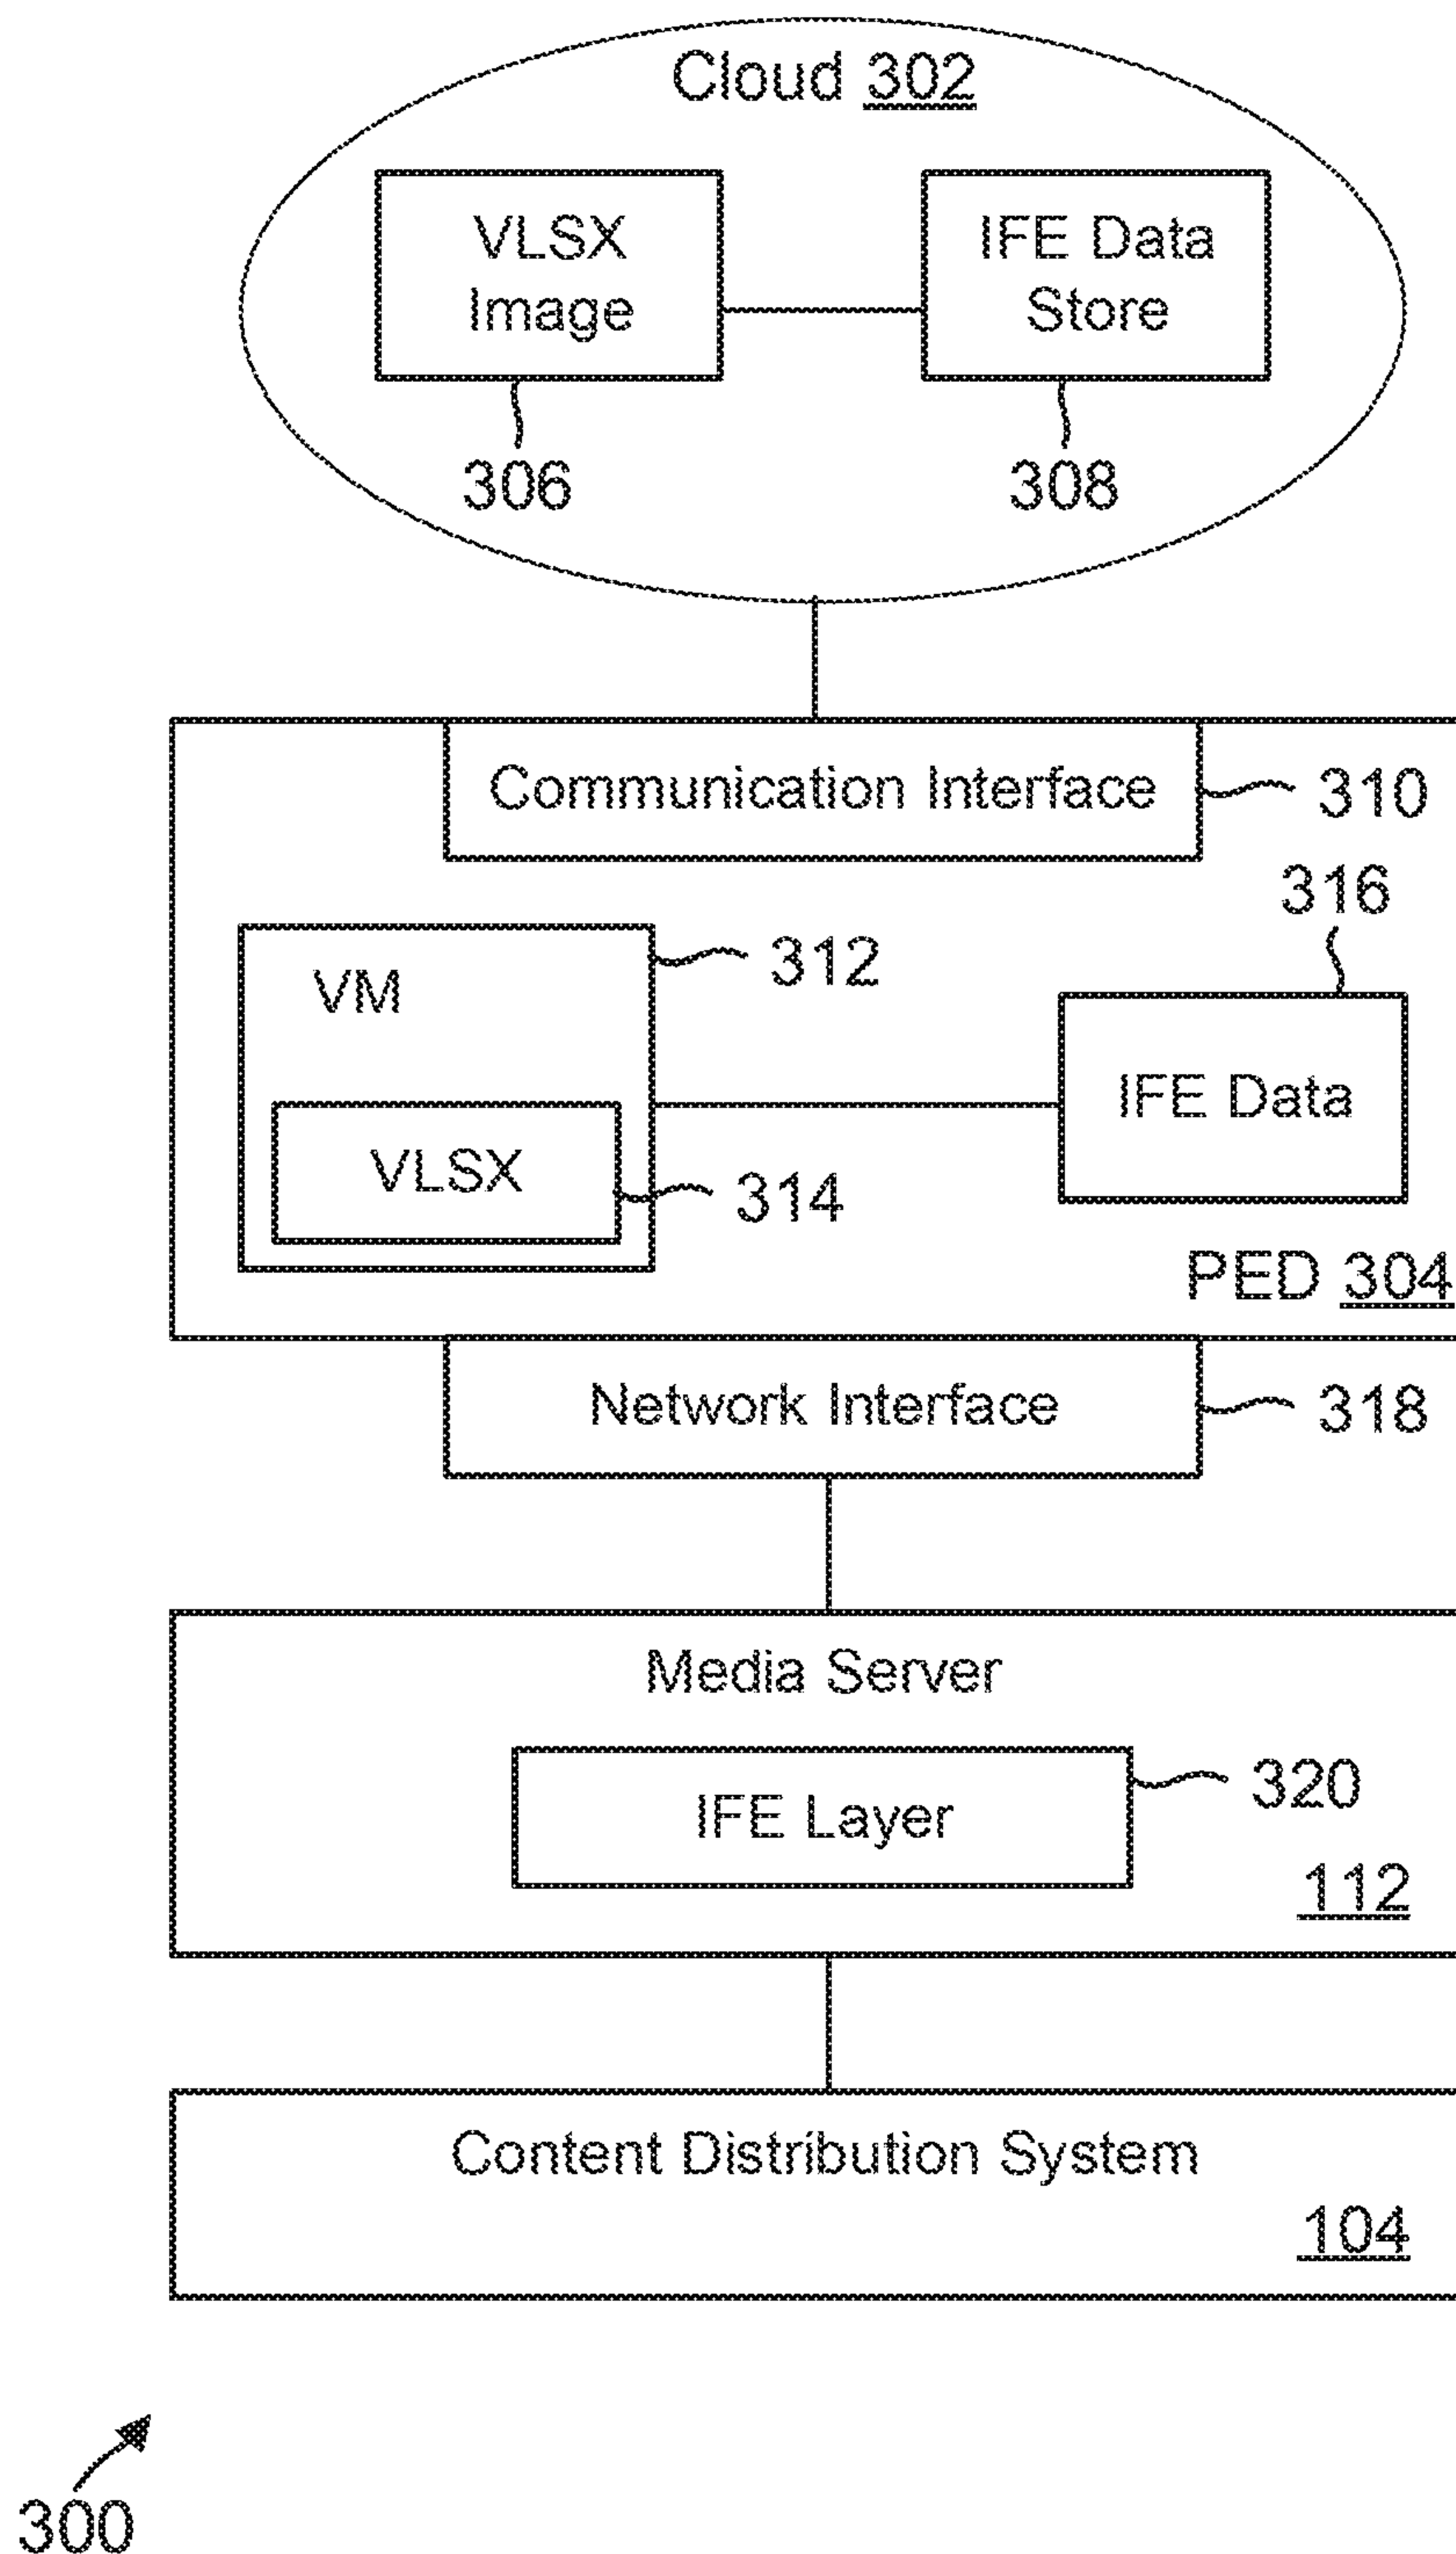 Cloud 302
VLSX
Image
IFE Data
Store
306
308
Communication Interface
310
316
312
VM
IFE Data
VLSX
314
PED 304
Network Interface
318
Media Server
320
IFE Layer
112
Content Distribution System
104
300